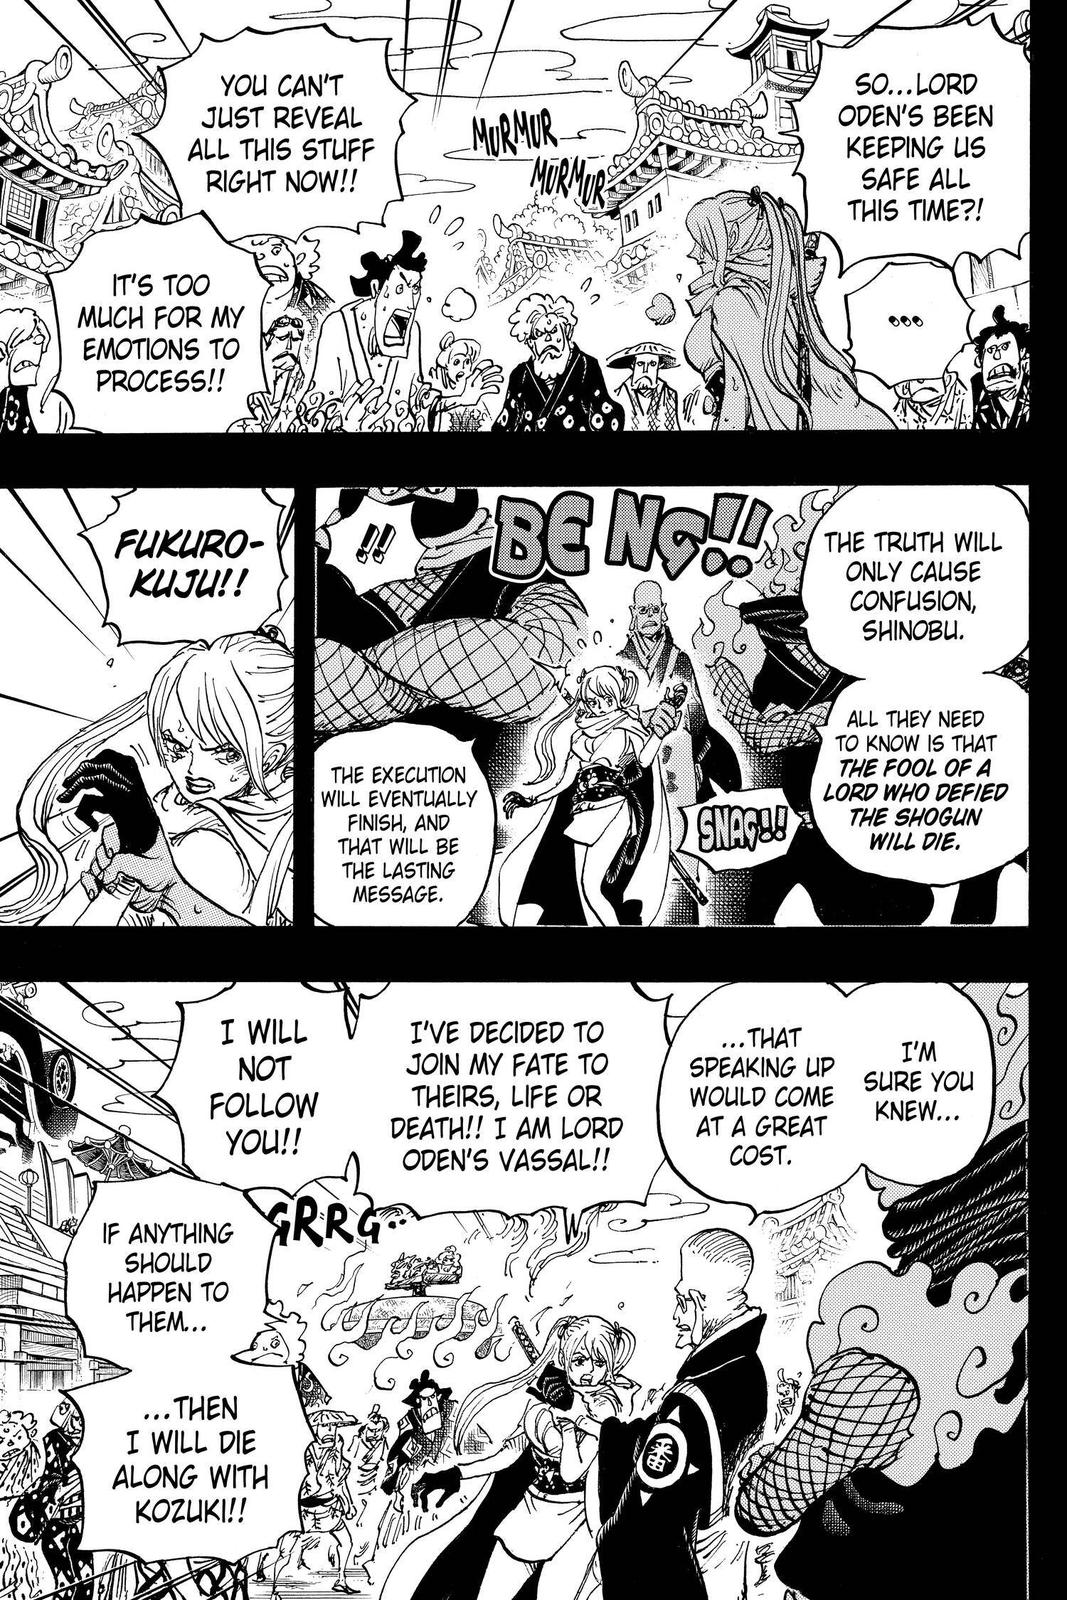 SO...LORD
ODEN'S BEEN
KEEPING US
SAFE ALL
THIS TIME?!
...
MURMUR
MURMUR
YOU CAN'T
JUST REVEAL
ALL THIS STUFF
RIGHT NOW!!
IT'S TOO
MUCH FOR MY
EMOTIONS TO
PROCESS!!
THE TRUTH WILL
ONLY CAUSE
CONFUSION,
SHINOBU.
ALL THEY NEED
TO KNOW IS THAT
THE FOOL OF A
LORD WHO DEFIED
THE SHOGUN
WILL DIE.
BENG!!
SNAG!!
!!
THE EXECUTION
WILL EVENTUALLY
FINISH, AND
THAT WILL BE
THE LASTING
MESSAGE.
FUKURO-
KUJU!!
I'M
SURE YOU
KNEW...
...THAT
SPEAKING UP
WOULD COME
AT A GREAT
COST.
I'VE DECIDED TO
JOIN MY FATE TO
THEIRS, LIFE OR
DEATH!! I AM LORD
ODEN'S VASSAL!!
I WILL
NOT
FOLLOW
YOU!!
GRRG..
IF ANYTHING
SHOULD
HAPPEN TO
THEM...
...THEN
I WILL DIE
ALONG WITH
KOZUKI!!
番